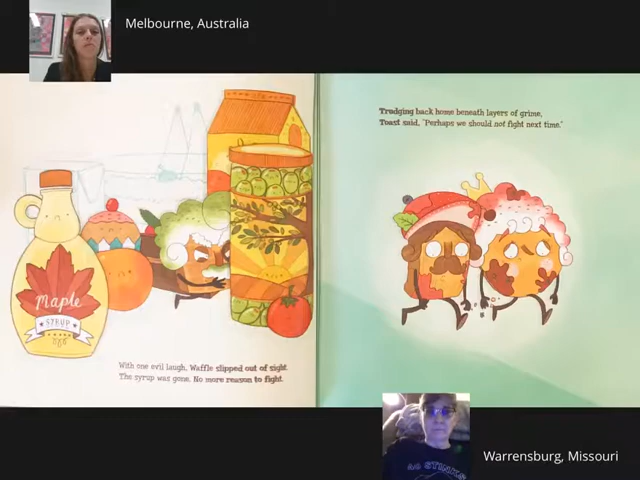 Melbourne, Australia
Trudging back home beneath layers of grime,
Toast said, "Perhaps we should not fight next time."
Maple
SYRUP
With one evil laugh, Waffle slipped out of sight.
The syrup was gone. No more reason to fight.
Warrensburg, Missouri